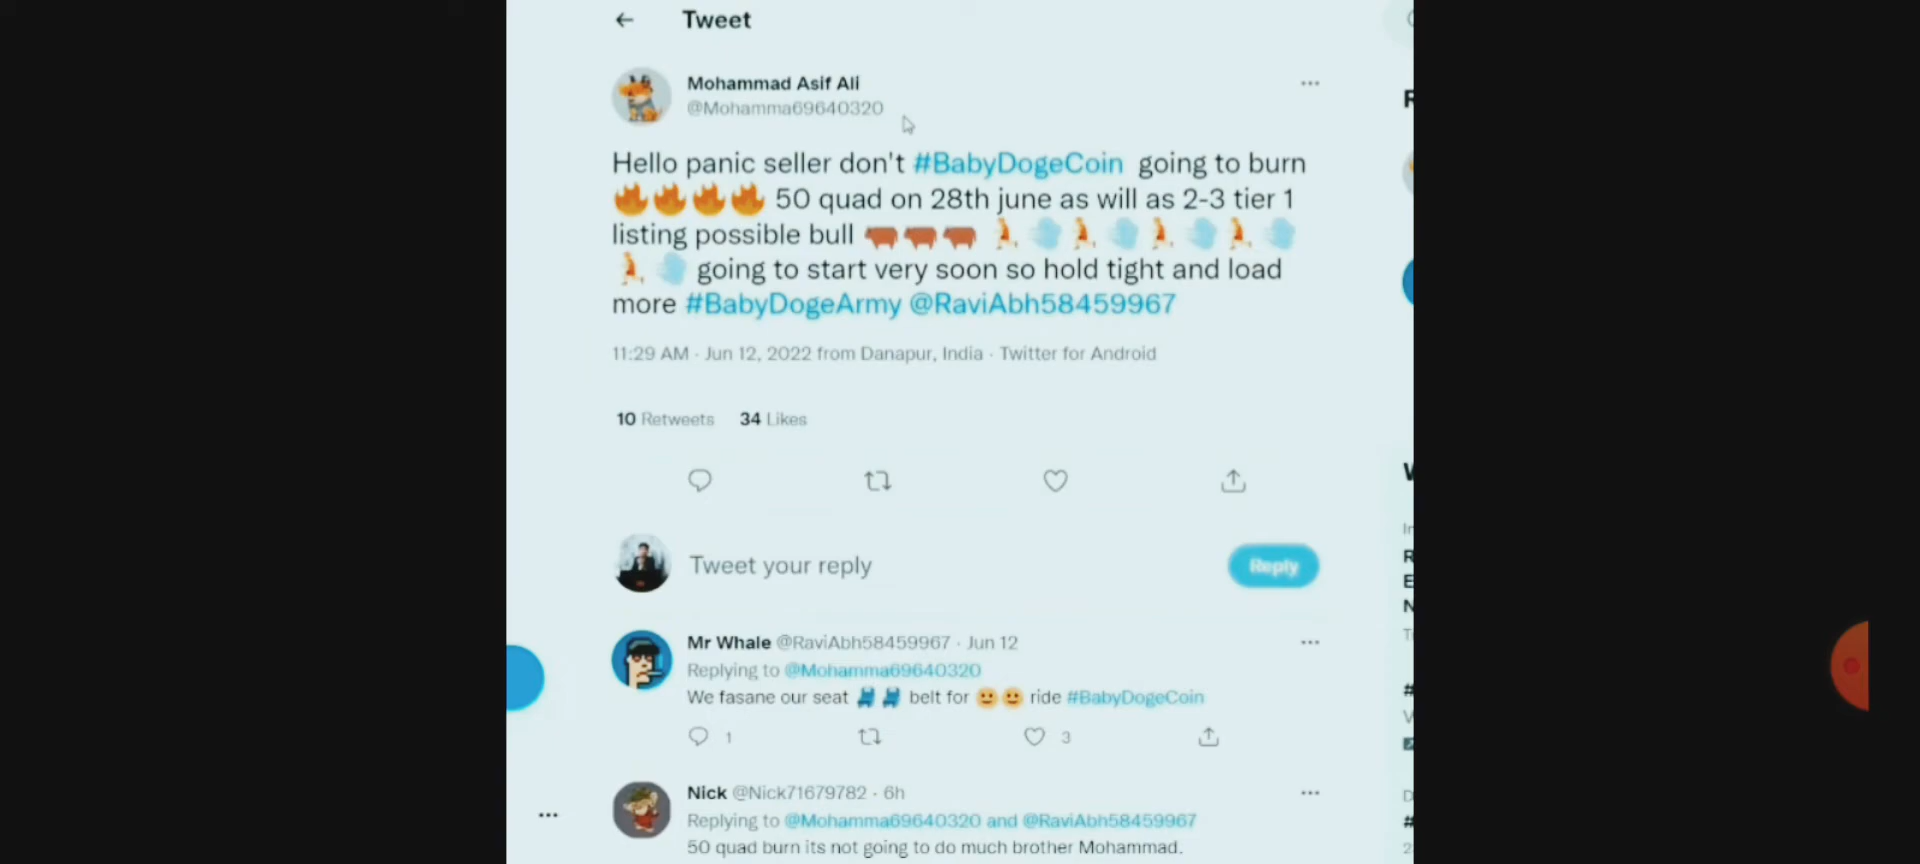 Tweet
Mohammad Asif Ali
@Mohamma69640320
Hello panic seller don't #BabyDogeCoin going to burn
🔥🔥🔥🔥 50 quad on 28th june as will as 2-3 tier 1
listing possible bull 🐂🐂🐂 🏃💨🏃💨🏃💨🏃💨
🏃💨 going to start very soon so hold tight and load
more #BabyDogeArmy @RaviAbh58459967
11:29 AM · Jun 12, 2022 from Danapur, India · Twitter for Android
10 Retweets 34 Likes
Tweet your reply
Reply
Mr Whale @RaviAbh58459967 · Jun 12
Replying to @Mohamma69640320
We fasane our seat 💺💺 belt for 🙂🙂 ride #BabyDogeCoin
1 3
Nick @Nick71679782 · 6h
Replying to @Mohamma69640320 and @RaviAbh58459967
50 quad burn its not going to do much brother Mohammad.